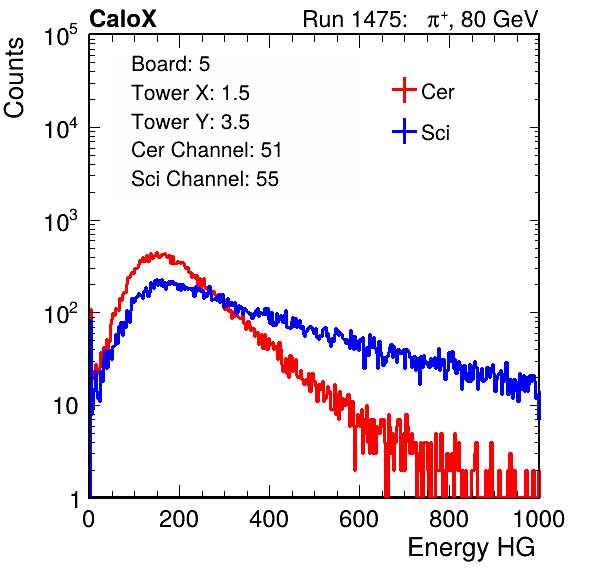 CaloX Run 1475: π⁺, 80 GeV
Counts
10⁵
10⁴
10³
10²
10
1
Board: 5
Tower X: 1.5
Tower Y: 3.5
Cer Channel: 51
Sci Channel: 55
Cer
Sci
0 200 400 600 800 1000
Energy HG